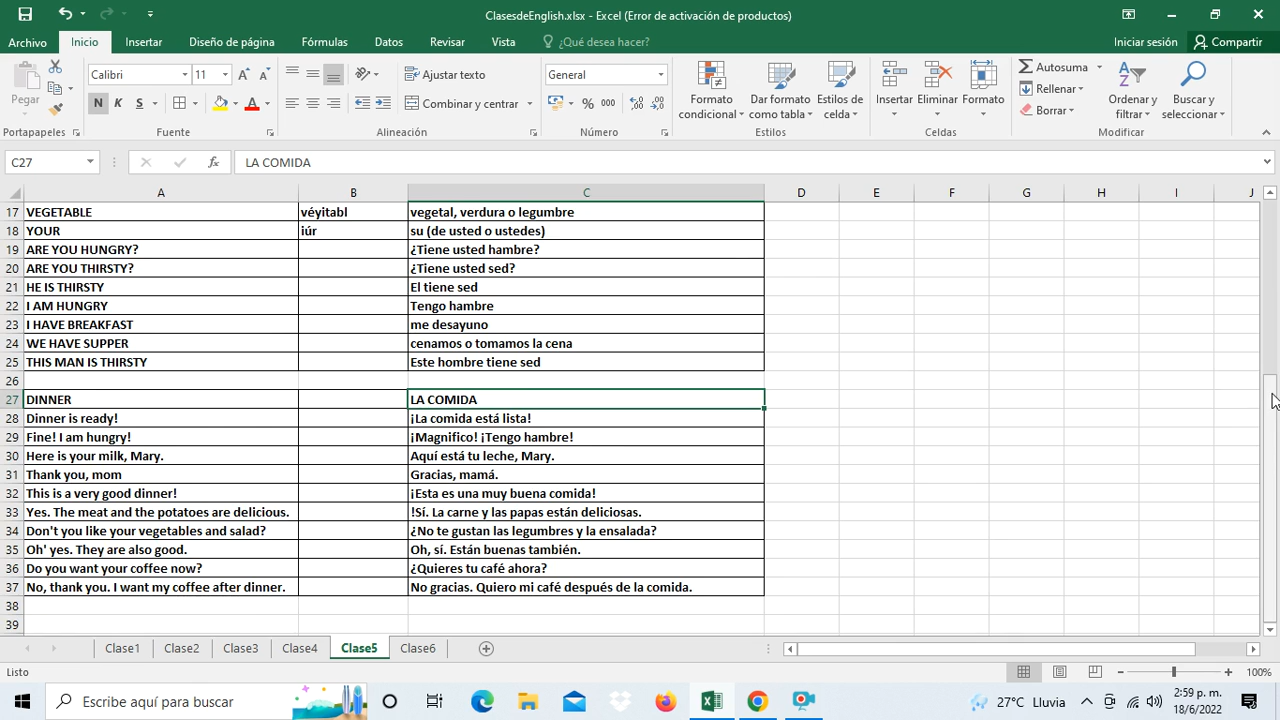 ClasesdeEnglish.xlsx - Excel (Error de activación de productos)
Archivo Inicio Insertar Diseño de página Fórmulas Datos Revisar Vista ¿Qué desea hacer? Iniciar sesión Compartir
Pegar
Calibri 11
N K S
Ajustar texto
Combinar y centrar
General
% 000
Formato condicional
Dar formato como tabla
Estilos de celda
Insertar Eliminar Formato
Autosuma
Rellenar
Borrar
Ordenar y filtrar
Buscar y seleccionar
Portapapeles Fuente Alineación Número Estilos Celdas Modificar
C27 fx LA COMIDA
A B C D E F G H I J
17 VEGETABLE véyitabl vegetal, verdura o legumbre
18 YOUR iúr su (de usted o ustedes)
19 ARE YOU HUNGRY? ¿Tiene usted hambre?
20 ARE YOU THIRSTY? ¿Tiene usted sed?
21 HE IS THIRSTY El tiene sed
22 I AM HUNGRY Tengo hambre
23 I HAVE BREAKFAST me desayuno
24 WE HAVE SUPPER cenamos o tomamos la cena
25 THIS MAN IS THIRSTY Este hombre tiene sed
26
27 DINNER LA COMIDA
28 Dinner is ready! ¡La comida está lista!
29 Fine! I am hungry! ¡Magnifico! ¡Tengo hambre!
30 Here is your milk, Mary. Aquí está tu leche, Mary.
31 Thank you, mom Gracias, mamá.
32 This is a very good dinner! ¡Esta es una muy buena comida!
33 Yes. The meat and the potatoes are delicious. !Sí. La carne y las papas están deliciosas.
34 Don't you like your vegetables and salad? ¿No te gustan las legumbres y la ensalada?
35 Oh' yes. They are also good. Oh, sí. Están buenas también.
36 Do you want your coffee now? ¿Quieres tu café ahora?
37 No, thank you. I want my coffee after dinner. No gracias. Quiero mi café después de la comida.
38
39
Clase1 Clase2 Clase3 Clase4 Clase5 Clase6
Listo 100%
Escribe aquí para buscar 27°C Lluvia 2:59 p. m.
18/6/2022